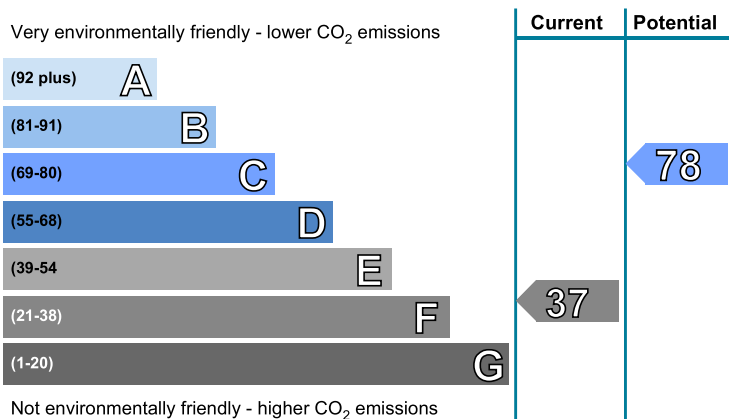 Current Potential
Very environmentally friendly - lower CO2 emissions
(92 plus) A
(81-91) B
(69-80) C
78
(55-68) D
(39-54 E
37
(21-38) F
(1-20) G
Not environmentally friendly - higher CO2 emissions